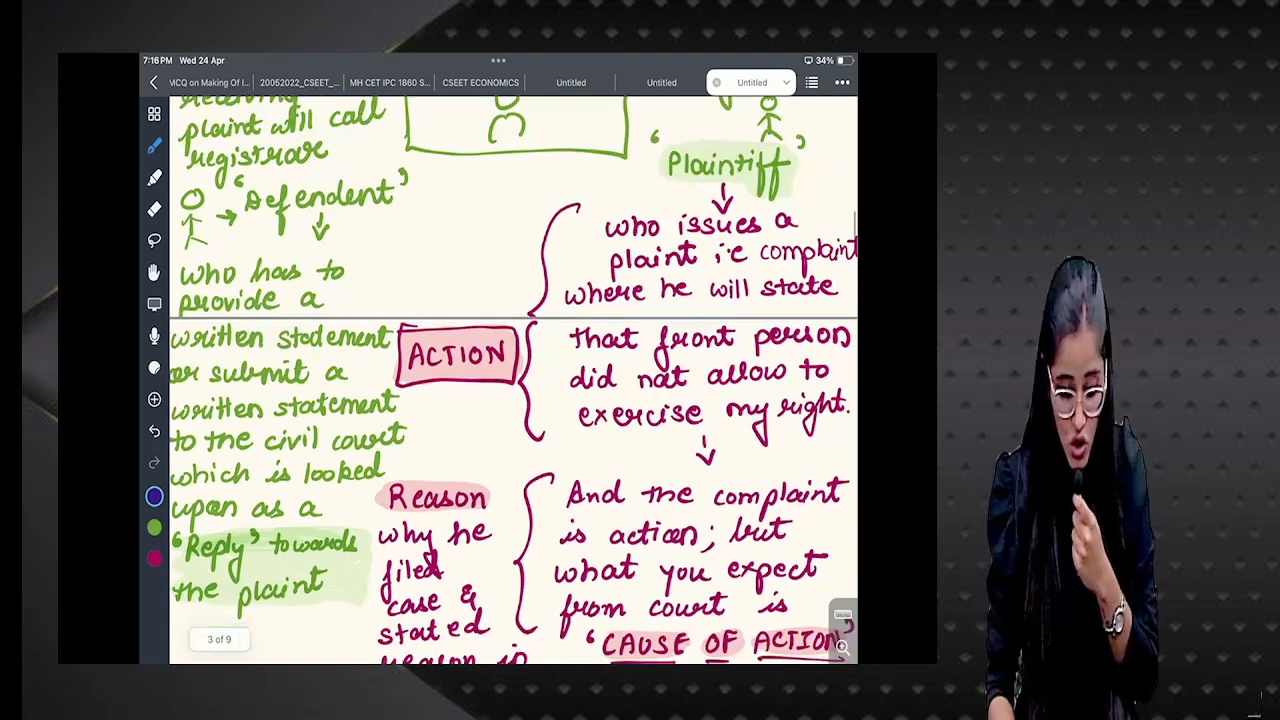 7:16 PM Wed 24 Apr
34%
MCQ on Making Of I...
20052022_CSEET_...
MH CET IPC 1860 S...
CSEET ECONOMICS
Untitled
Untitled
Untitled
receiving
plaint will call
registrar
"Defendent"
who has to
provide a
written statement
or submit a
written statement
to the civil court
which is looked
upon as a
"Reply" towards
the plaint
'Plaintiff'
who issues a
plaint i.e complaint
where he will state
ACTION
That front person
did not allow to
exercise my right.
Reason
why he
filed
case &
stated
reason is
And the complaint
is action; but
what you expect
from court is
'CAUSE OF ACTION'
3 of 9